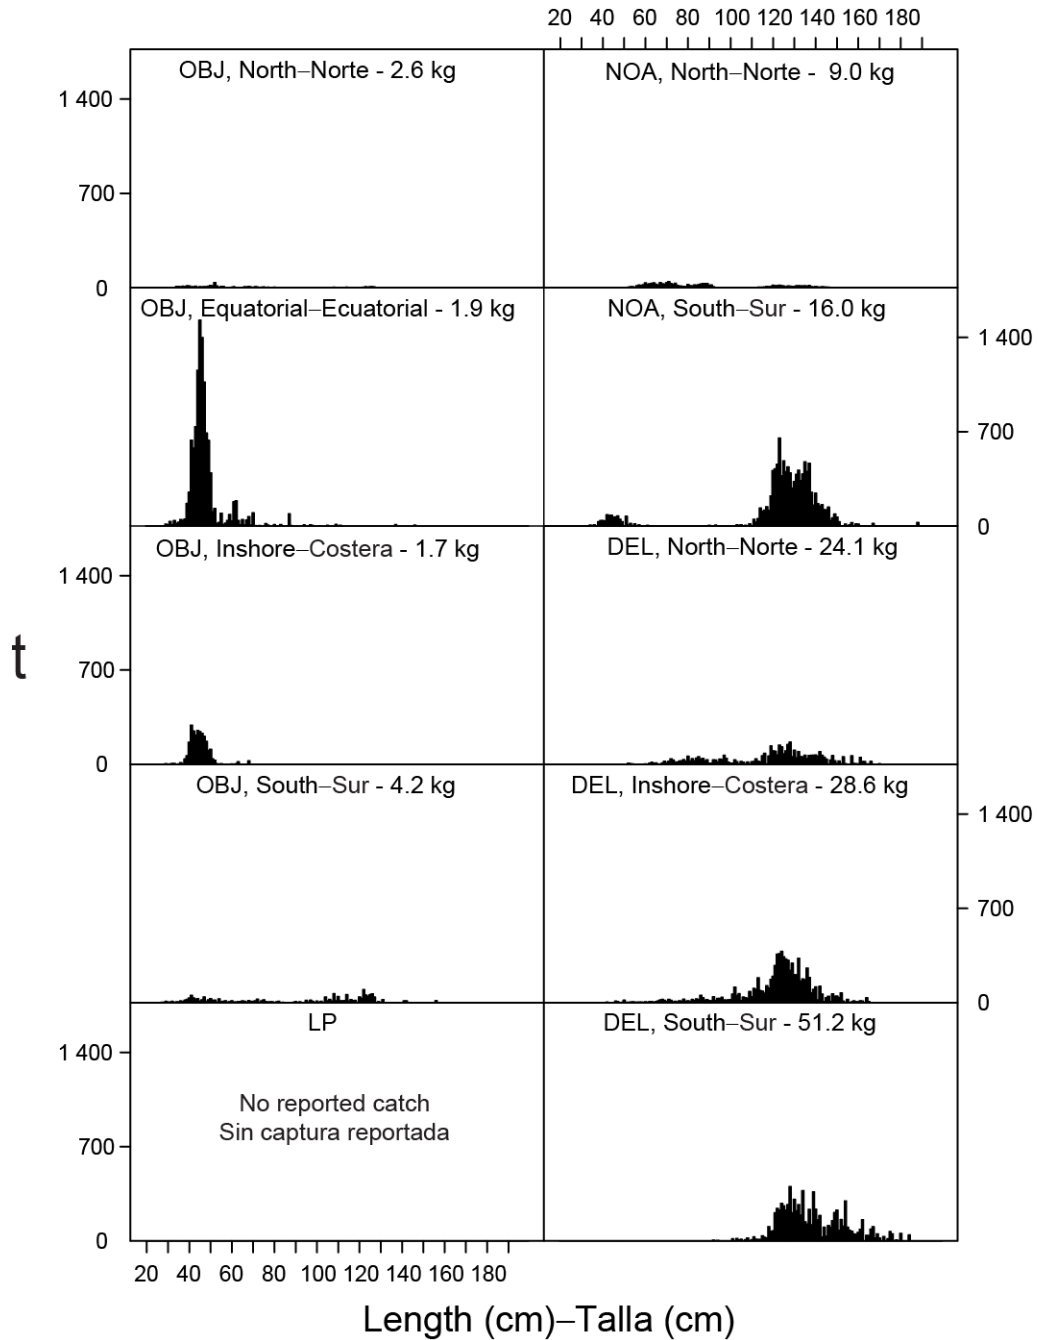 20 40 60 80 100 120 140 160 180
OBJ, North–Norte - 2.6 kg
NOA, North–Norte - 9.0 kg
1 400
700
0
OBJ, Equatorial–Ecuatorial - 1.9 kg
NOA, South–Sur - 16.0 kg
1 400
700
0
OBJ, Inshore–Costera - 1.7 kg
DEL, North–Norte - 24.1 kg
1 400
t
700
0
OBJ, South–Sur - 4.2 kg
DEL, Inshore–Costera - 28.6 kg
1 400
700
0
LP
DEL, South–Sur - 51.2 kg
1 400
No reported catch
Sin captura reportada
700
0
20 40 60 80 100 120 140 160 180
Length (cm)–Talla (cm)